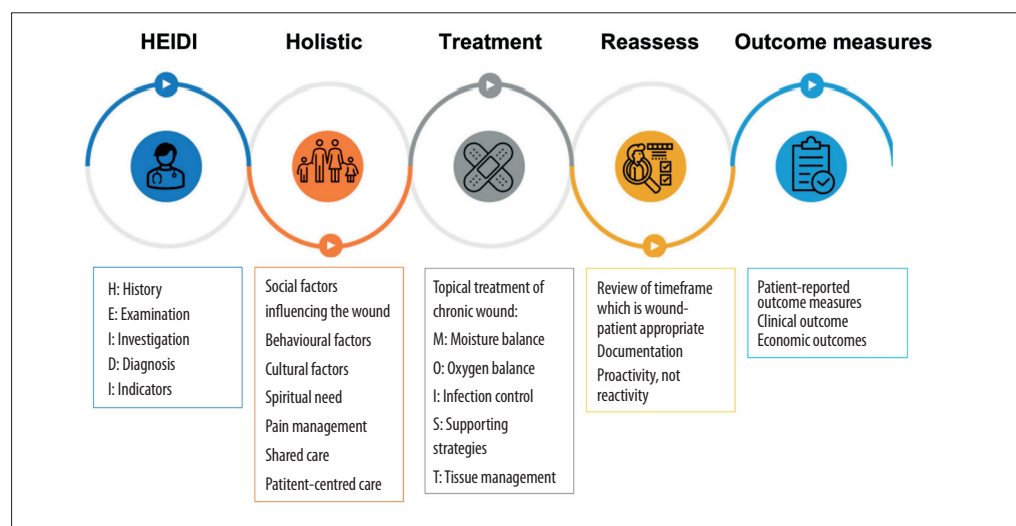 HEIDI
Holistic
Treatment
Reassess
Outcome measures
H: History
E: Examination
I: Investigation
D: Diagnosis
I: Indicators
Social factors
influencing the wound
Behavioural factors
Cultural factors
Spiritual need
Pain management
Shared care
Patitent-centred care
Topical treatment of
chronic wound:
M: Moisture balance
O: Oxygen balance
I: Infection control
S: Supporting
strategies
T: Tissue management
Review of timeframe
which is wound-
patient appropriate
Documentation
Proactivity, not
reactivity
Patient-reported
outcome measures
Clinical outcome
Economic outcomes